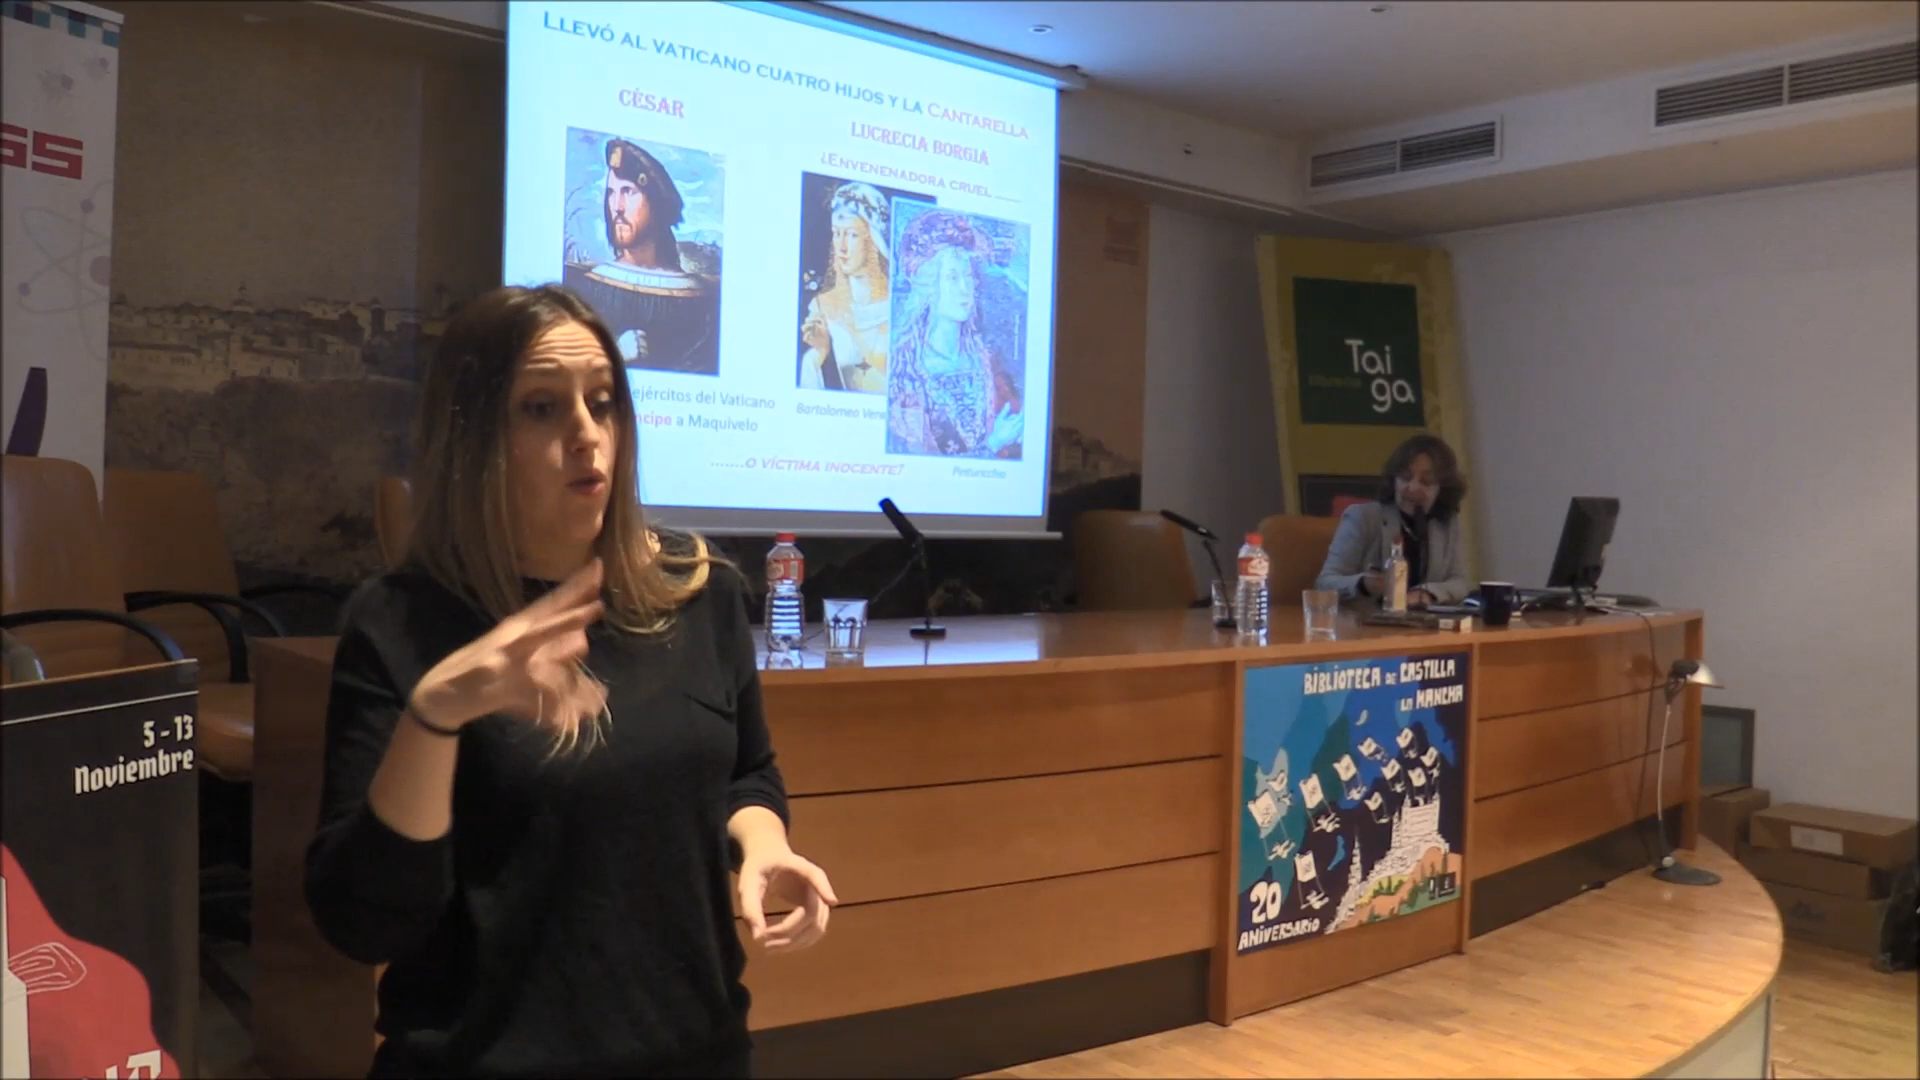 LLEVÓ AL VATICANO CUATRO HIJOS Y LA CANTARELLA
CÉSAR
LUCRECIA BORGIA
¿ENVENENADORA CRUEL.......
ejércitos del Vaticano
ncipe a Maquivelo
Bartolomeo Vene
Pinturicchio
.......O VÍCTIMA INOCENTE?
SS
Tai
ga
5 - 13
Noviembre
BIBLIOTECA DE CASTILLA
LA MANCHA
20
ANIVERSARIO